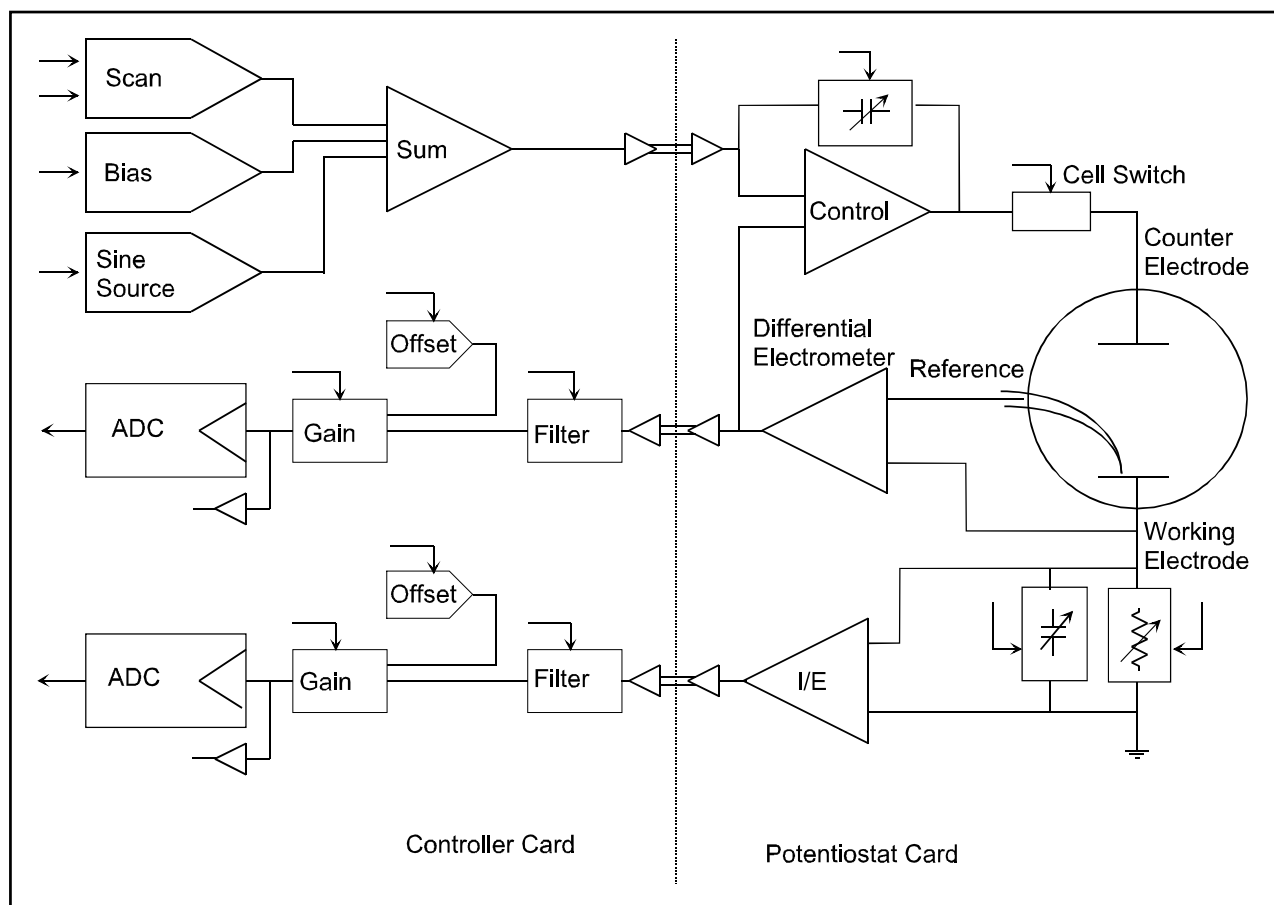 Scan
Bias
Sine
Source
Sum
Control
Cell Switch
Counter
Electrode
Offset
Differential
Electrometer
Reference
ADC
Gain
Filter
Working
Electrode
Offset
ADC
Gain
Filter
I/E
Controller Card
Potentiostat Card